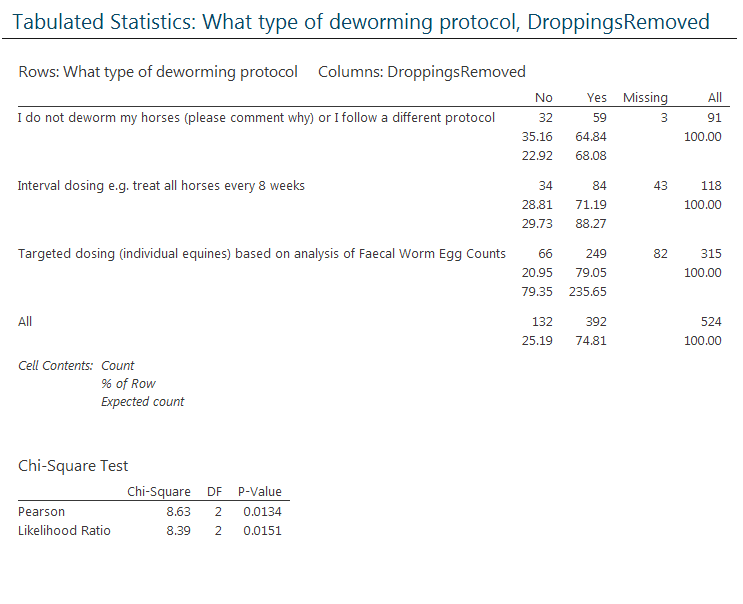 Tabulated Statistics: What type of deworming protocol, DroppingsRemoved
Rows: What type of deworming protocol Columns: DroppingsRemoved
No Yes Missing All
I do not deworm my horses (please comment why) or I follow a different protocol 32 59 3 91
35.16 64.84 100.00
22.92 68.08
Interval dosing e.g. treat all horses every 8 weeks 34 84 43 118
28.81 71.19 100.00
29.73 88.27
Targeted dosing (individual equines) based on analysis of Faecal Worm Egg Counts 66 249 82 315
20.95 79.05 100.00
79.35 235.65
All 132 392 524
25.19 74.81 100.00
Cell Contents: Count
% of Row
Expected count
Chi-Square Test
Chi-Square DF P-Value
Pearson 8.63 2 0.0134
Likelihood Ratio 8.39 2 0.0151